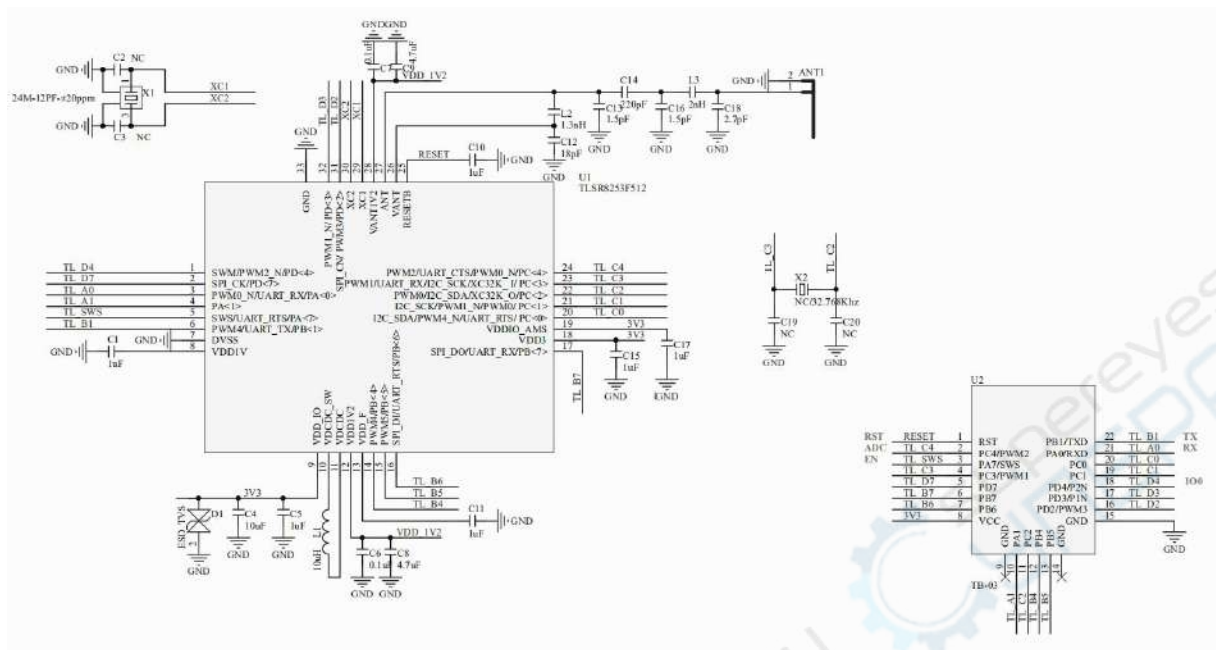 GND
C2
NC
X1
24M-12PF-±20ppm
GND
C3
NC
XC1
XC2
GND
GND
0.1uF
4.7uF
C7
C9
VDD_1V2
C14
220pF
L3
2nH
GND
2
1
ANT1
C13
1.5pF
C16
1.5pF
C18
2.7pF
GND
GND
GND
L2
1.3nH
C12
18pF
GND
RESET
C10
1uF
GND
U1
TLSR8253F512
GND
TL_D3
TL_D2
XC2
XC1
33
32
31
30
29
28
27
26
25
GND
PWM1_N/ PD<3>
SPI_CN/ PWM3/PD<2>
XC2
XC1
VANT1V2
ANT
VANT
RESETB
TL_D4
1
SWM/PWM2_N/PD<4>
TL_D7
2
SPI_CK/PD<7>
TL_A0
3
PWM0_N/UART_RX/PA<0>
TL_A1
4
PA<1>
TL_SWS
5
SWS/UART_RTS/PA<7>
TL_B1
6
PWM4/UART_TX/PB<1>
GND
7
DVSS
GND
C1
1uF
8
VDD1V
PWM2/UART_CTS/PWM0_N/PC<4>
24
TL_C4
PWM1/UART_RX/I2C_SCK/XC32K_I/ PC<3>
23
TL_C3
PWM0/I2C_SDA/XC32K_O/PC<2>
22
TL_C2
I2C_SCK/PWM1_N/PWM0/ PC<1>
21
TL_C1
I2C_SDA/PWM4_N/UART_RTS/ PC<0>
20
TL_C0
VDDIO_AMS
19
3V3
VDD3
18
3V3
SPI_DO/UART_RX/PB<7>
17
TL_B7
C15
1uF
GND
C17
1uF
GND
VDD_IO
VDCDC_SW
VDCDC
VDD1V2
VDD_F
PWM4/PB<4>
PWM5/PB<5>
SPI_DI/UART_RTS/PB<6>
9
10
11
12
13
14
15
16
TL_B6
TL_B5
TL_B4
3V3
ESD_TVS
D1
2
GND
C4
10uF
GND
C5
1uF
GND
10uH
L1
C11
1uF
GND
VDD_1V2
C6
0.1uF
GND
C8
4.7uF
GND
TL_C3
TL_C2
X2
NC/32.768Khz
C19
NC
GND
C20
NC
GND
U2
RST
RESET
1
RST
ADC
TL_C4
2
PC4/PWM2
EN
TL_SWS
3
PA7/SWS
TL_C3
4
PC3/PWM1
TL_D7
5
PD7
TL_B7
6
PB7
TL_B6
7
PB6
3V3
8
VCC
PB1/TXD
22
TL_B1
TX
PA0/RXD
21
TL_A0
RX
PC0
20
TL_C0
PC1
19
TL_C1
PD4/P2N
18
TL_D4
IO0
PD3/P1N
17
TL_D3
PD2/PWM3
16
TL_D2
GND
15
GND
GND
PA1
PC2
PB4
PB5
GND
9
10
11
12
13
14
TB-03
TL_A1
TL_C2
TL_B4
TL_B5